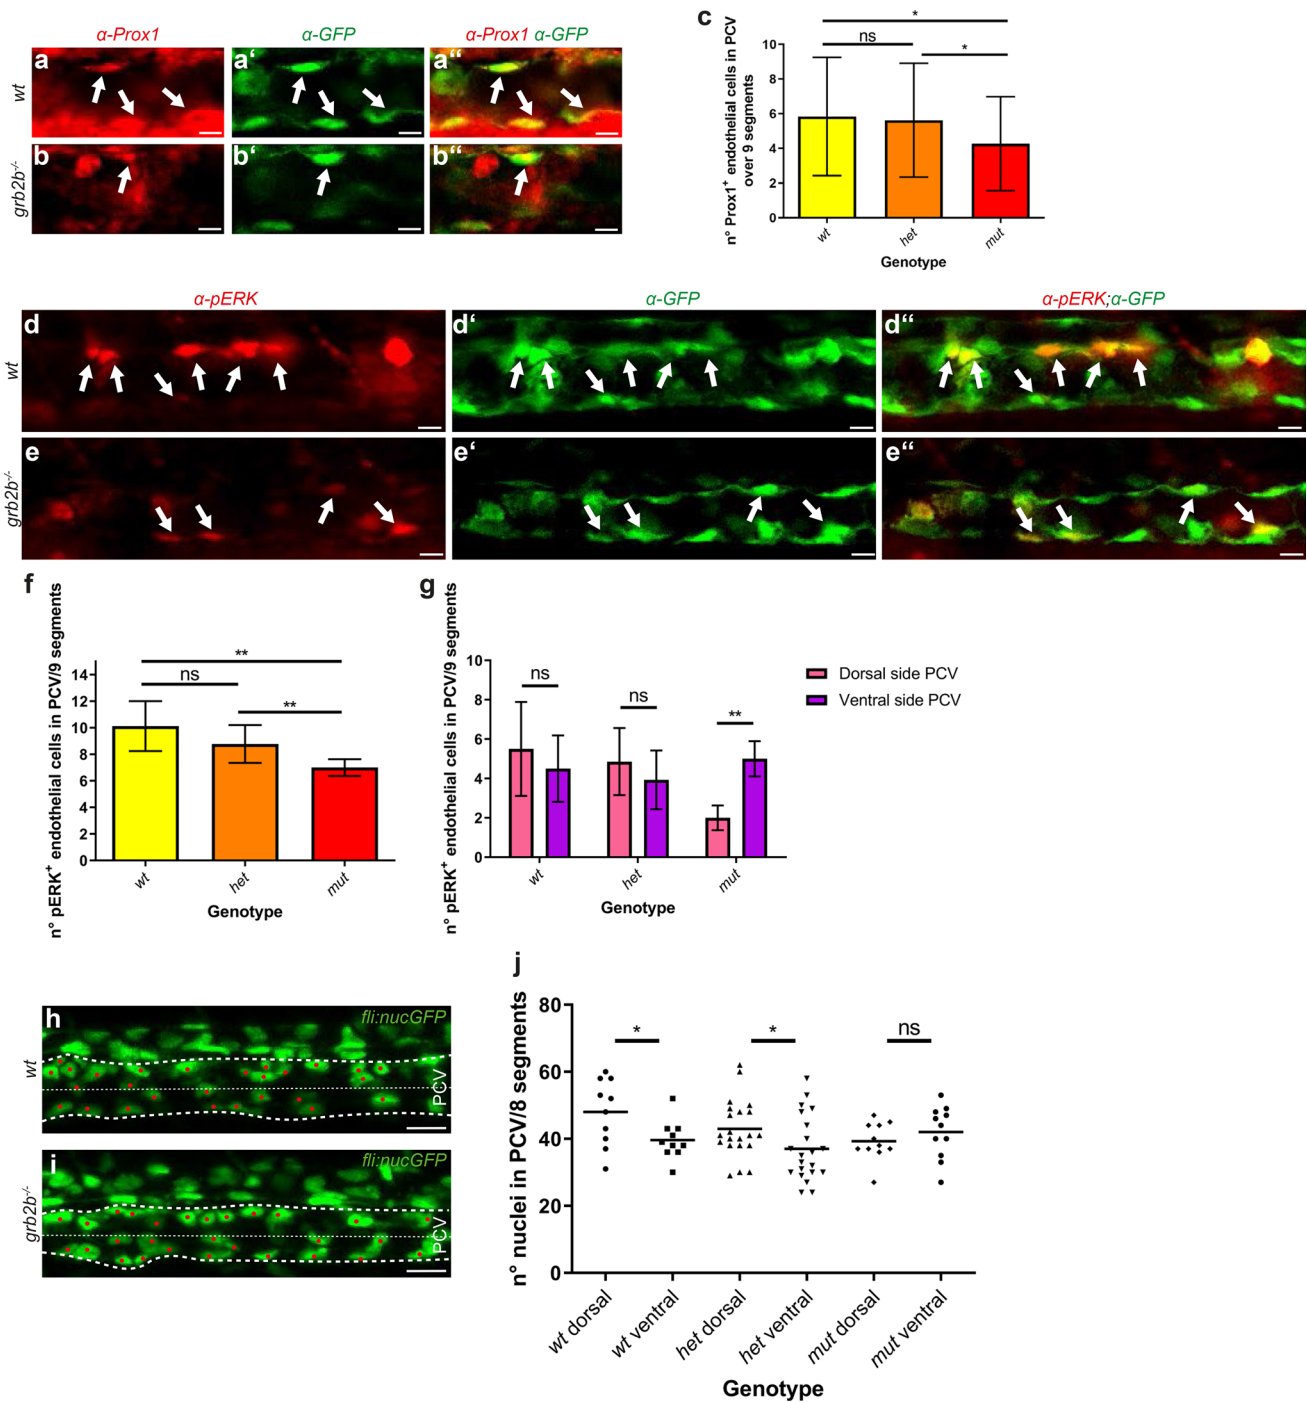 α-Prox1
α-GFP
α-Prox1 α-GFP
c
*
ns
*
n° Prox1+ endothelial cells in PCV
over 9 segments
10
8
6
4
2
0
wt
het
mut
Genotype
wt
a
a‘
a“
grb2b-/-
b
b‘
b“
α-pERK
α-GFP
α-pERK;α-GFP
wt
d
d‘
d“
grb2b-/-
e
e‘
e“
f
n° pERK+ endothelial cells in PCV/9 segments
**
ns
**
14
12
10
8
6
4
2
0
wt
het
mut
Genotype
g
n° pERK+ endothelial cells in PCV/9 segments
10
8
6
4
2
0
ns
ns
**
wt
het
mut
Genotype
Dorsal side PCV
Ventral side PCV
h
fli:nucGFP
wt
PCV
i
fli:nucGFP
grb2b-/-
PCV
j
n° nuclei in PCV/8 segments
80
60
40
20
0
*
*
ns
wt dorsal
wt ventral
het dorsal
het ventral
mut dorsal
mut ventral
Genotype